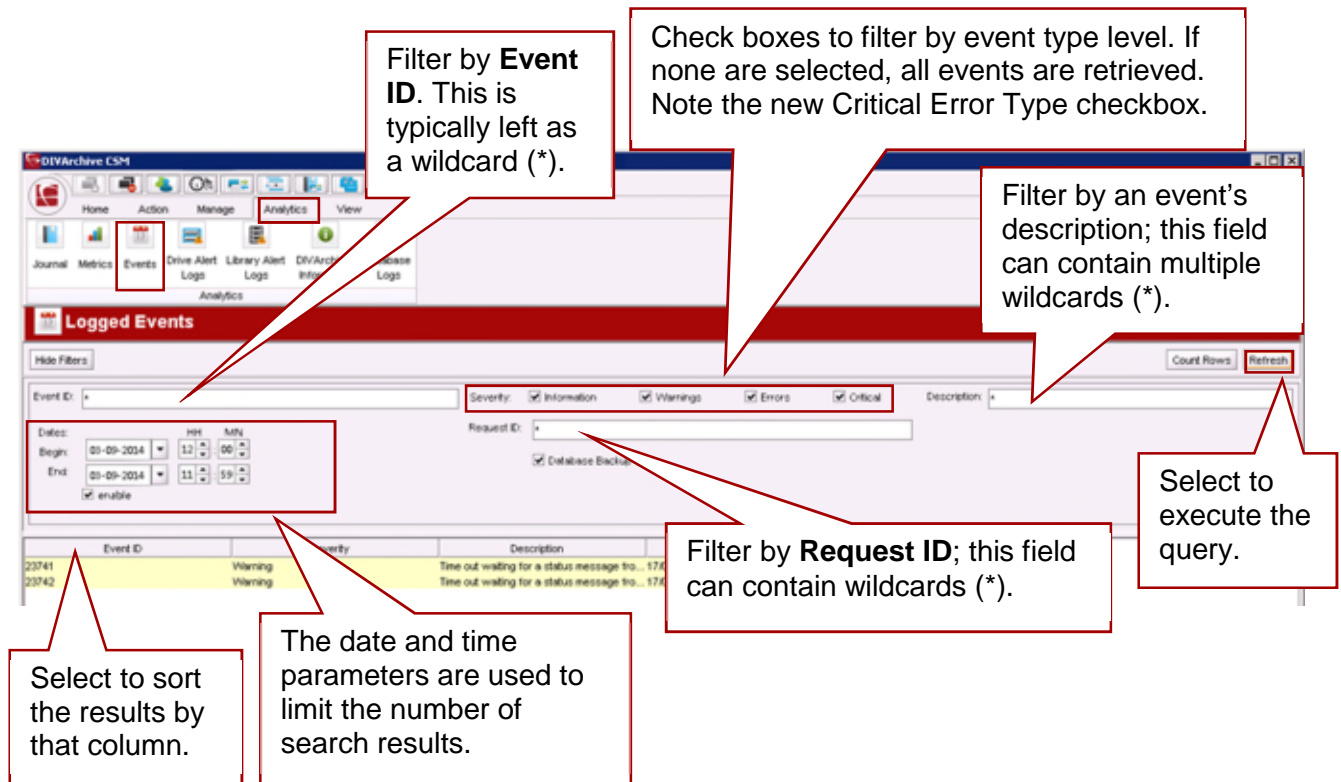 Filter by Event
ID. This is
typically left as
a wildcard (*).
Check boxes to filter by event type level. If
none are selected, all events are retrieved.
Note the new Critical Error Type checkbox.
Filter by an event's
description; this field
can contain multiple
wildcards (*).
DIVArchive CSM
Home Action Manage Analytics View
Journal Metrics Events Drive Alert Library Alert
Logs Logs Logs
Analytics
Logged Events
Hide Filters Count Rows Refresh
Event ID: * Severity: Information Warnings Errors Critical Description: *
Dates: HH MN Request ID: *
Begin: 03-09-2014 12 : 00
Database Backup
End: 03-09-2014 11 : 59
enable
Select to
execute the
query.
Event ID Description
23741 Warning Time out waiting for a status message fro...
23742 Warning Time out waiting for a status message fro...
Filter by Request ID; this field
can contain wildcards (*).
The date and time
parameters are used to
limit the number of
search results.
Select to sort
the results by
that column.